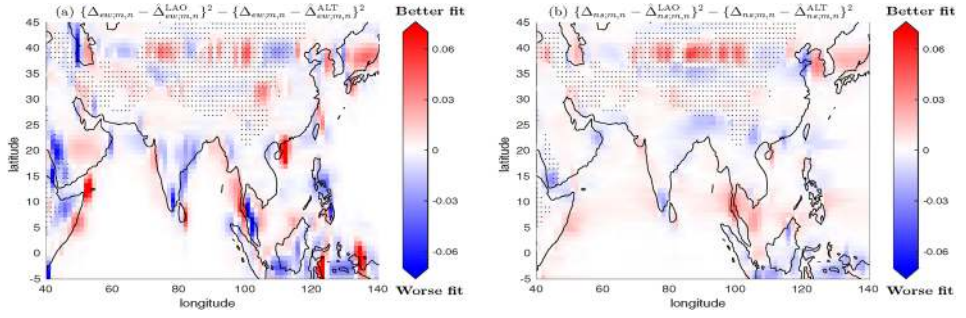 (a) {Δ_{ew;m,n} − Δ̂^{LAO}_{ew;m,n}}² − {Δ_{ew;m,n} − Δ̂^{ALT}_{ew;m,n}}²
Better fit
45
40
35
30
25
20
15
10
5
0
-5
latitude
40 60 80 100 120 140
longitude
0.06
0.03
0
-0.03
-0.06
Worse fit
(b) {Δ_{ns;m,n} − Δ̂^{LAO}_{ns;m,n}}² − {Δ_{ns;m,n} − Δ̂^{ALT}_{ns;m,n}}²
Better fit
45
40
35
30
25
20
15
10
5
0
-5
latitude
40 60 80 100 120 140
longitude
0.06
0.03
0
-0.03
-0.06
Worse fit